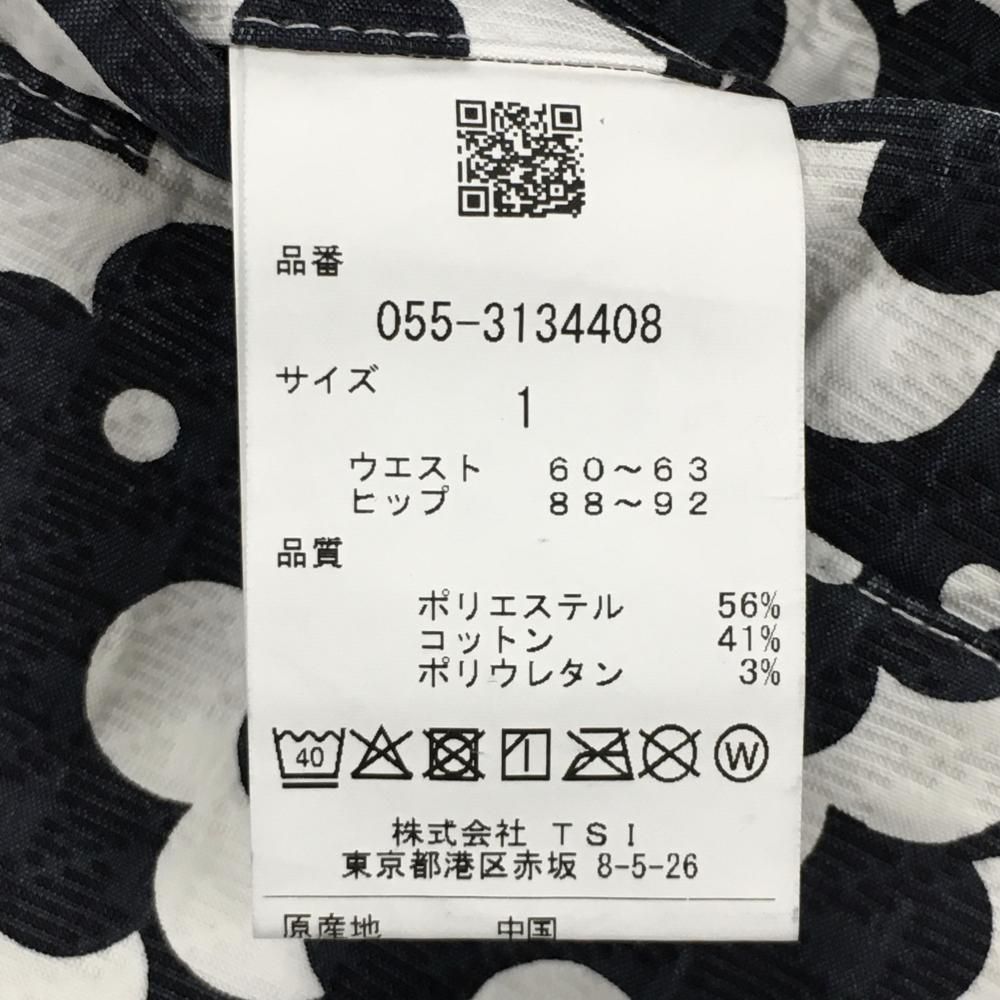 品番
055-3134408
サイズ
1
ウエスト 60～63
ヒップ 88～92
品質
ポリエステル 56%
コットン 41%
ポリウレタン 3%
40 W
株式会社 TSI
東京都港区赤坂 8-5-26
原産地 中国